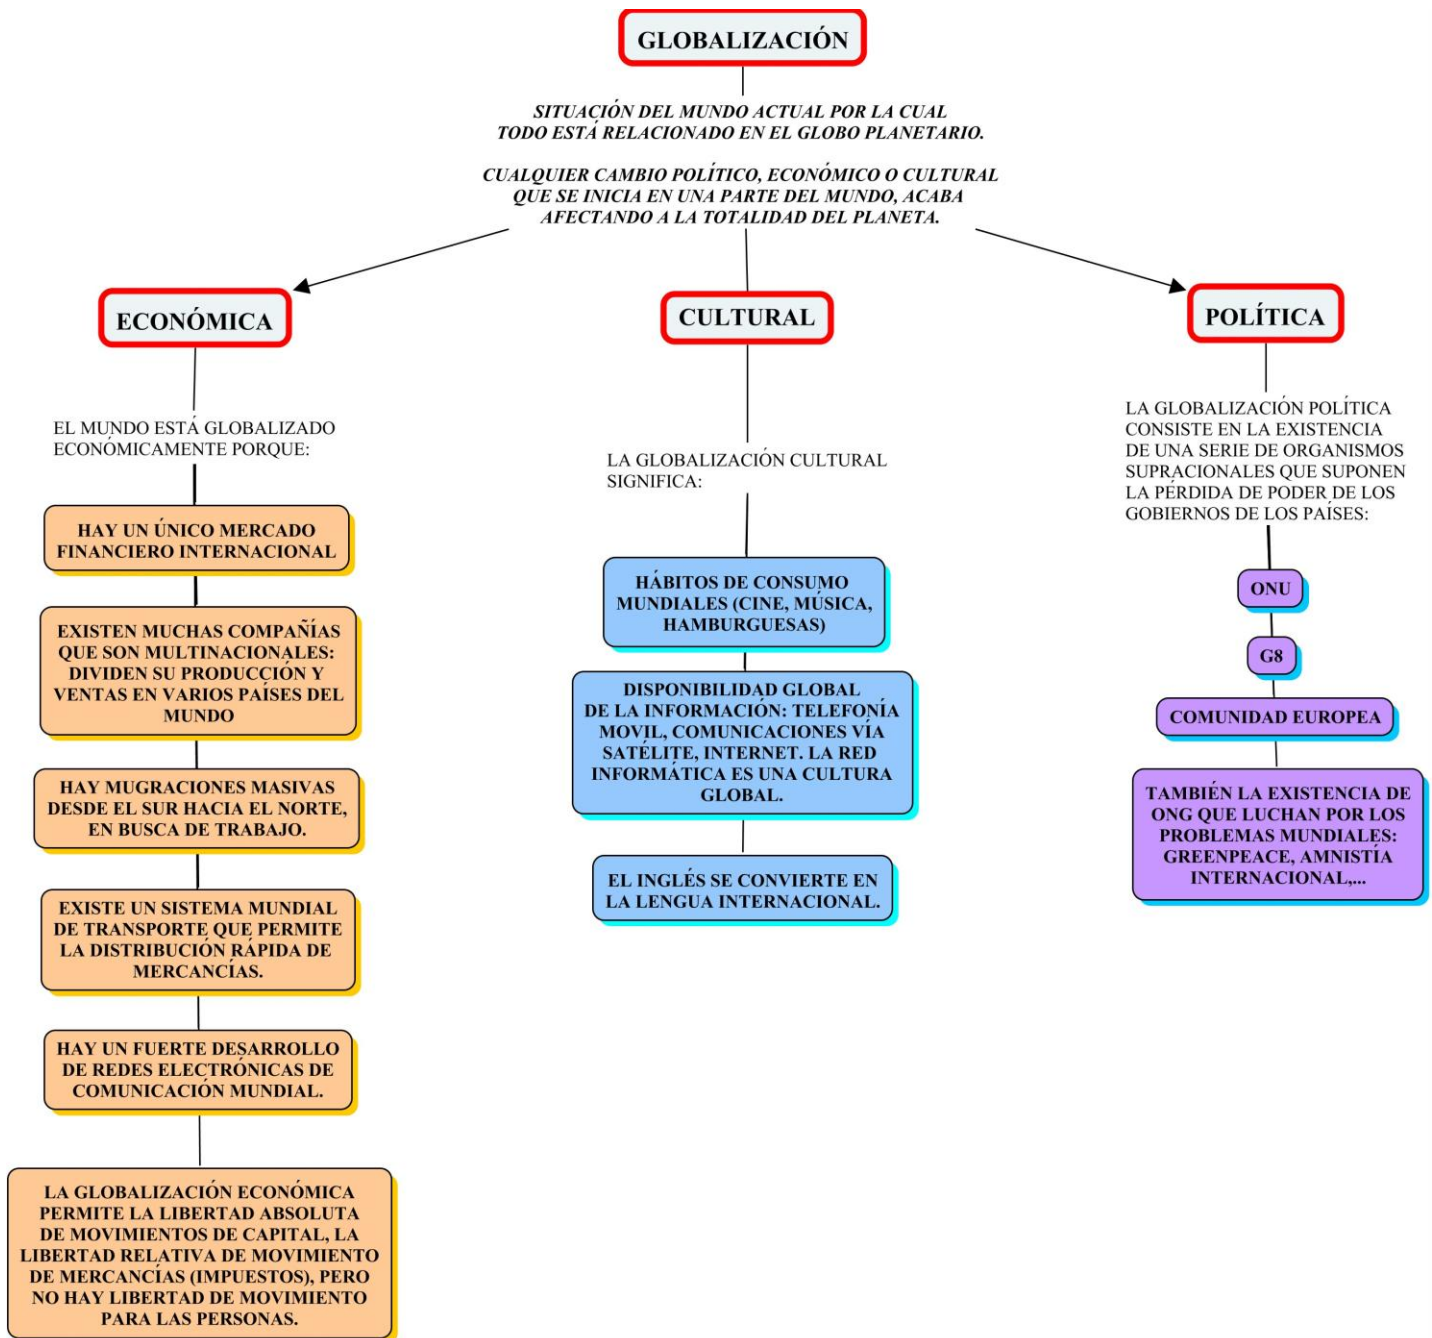 GLOBALIZACIÓN
SITUACIÓN DEL MUNDO ACTUAL POR LA CUAL
TODO ESTÁ RELACIONADO EN EL GLOBO PLANETARIO.
CUALQUIER CAMBIO POLÍTICO, ECONÓMICO O CULTURAL
QUE SE INICIA EN UNA PARTE DEL MUNDO, ACABA
AFECTANDO A LA TOTALIDAD DEL PLANETA.
ECONÓMICA
EL MUNDO ESTÁ GLOBALIZADO
ECONÓMICAMENTE PORQUE:
HAY UN ÚNICO MERCADO
FINANCIERO INTERNACIONAL
EXISTEN MUCHAS COMPAÑÍAS
QUE SON MULTINACIONALES:
DIVIDEN SU PRODUCCIÓN Y
VENTAS EN VARIOS PAÍSES DEL
MUNDO
HAY MUGRACIONES MASIVAS
DESDE EL SUR HACIA EL NORTE,
EN BUSCA DE TRABAJO.
EXISTE UN SISTEMA MUNDIAL
DE TRANSPORTE QUE PERMITE
LA DISTRIBUCIÓN RÁPIDA DE
MERCANCÍAS.
HAY UN FUERTE DESARROLLO
DE REDES ELECTRÓNICAS DE
COMUNICACIÓN MUNDIAL.
LA GLOBALIZACIÓN ECONÓMICA
PERMITE LA LIBERTAD ABSOLUTA
DE MOVIMIENTOS DE CAPITAL, LA
LIBERTAD RELATIVA DE MOVIMIENTO
DE MERCANCÍAS (IMPUESTOS), PERO
NO HAY LIBERTAD DE MOVIMIENTO
PARA LAS PERSONAS.
CULTURAL
LA GLOBALIZACIÓN CULTURAL
SIGNIFICA:
HÁBITOS DE CONSUMO
MUNDIALES (CINE, MÚSICA,
HAMBURGUESAS)
DISPONIBILIDAD GLOBAL
DE LA INFORMACIÓN: TELEFONÍA
MOVIL, COMUNICACIONES VÍA
SATÉLITE, INTERNET. LA RED
INFORMÁTICA ES UNA CULTURA
GLOBAL.
EL INGLÉS SE CONVIERTE EN
LA LENGUA INTERNACIONAL.
POLÍTICA
LA GLOBALIZACIÓN POLÍTICA
CONSISTE EN LA EXISTENCIA
DE UNA SERIE DE ORGANISMOS
SUPRACIONALES QUE SUPONEN
LA PÉRDIDA DE PODER DE LOS
GOBIERNOS DE LOS PAÍSES:
ONU
G8
COMUNIDAD EUROPEA
TAMBIÉN LA EXISTENCIA DE
ONG QUE LUCHAN POR LOS
PROBLEMAS MUNDIALES:
GREENPEACE, AMNISTÍA
INTERNACIONAL,...